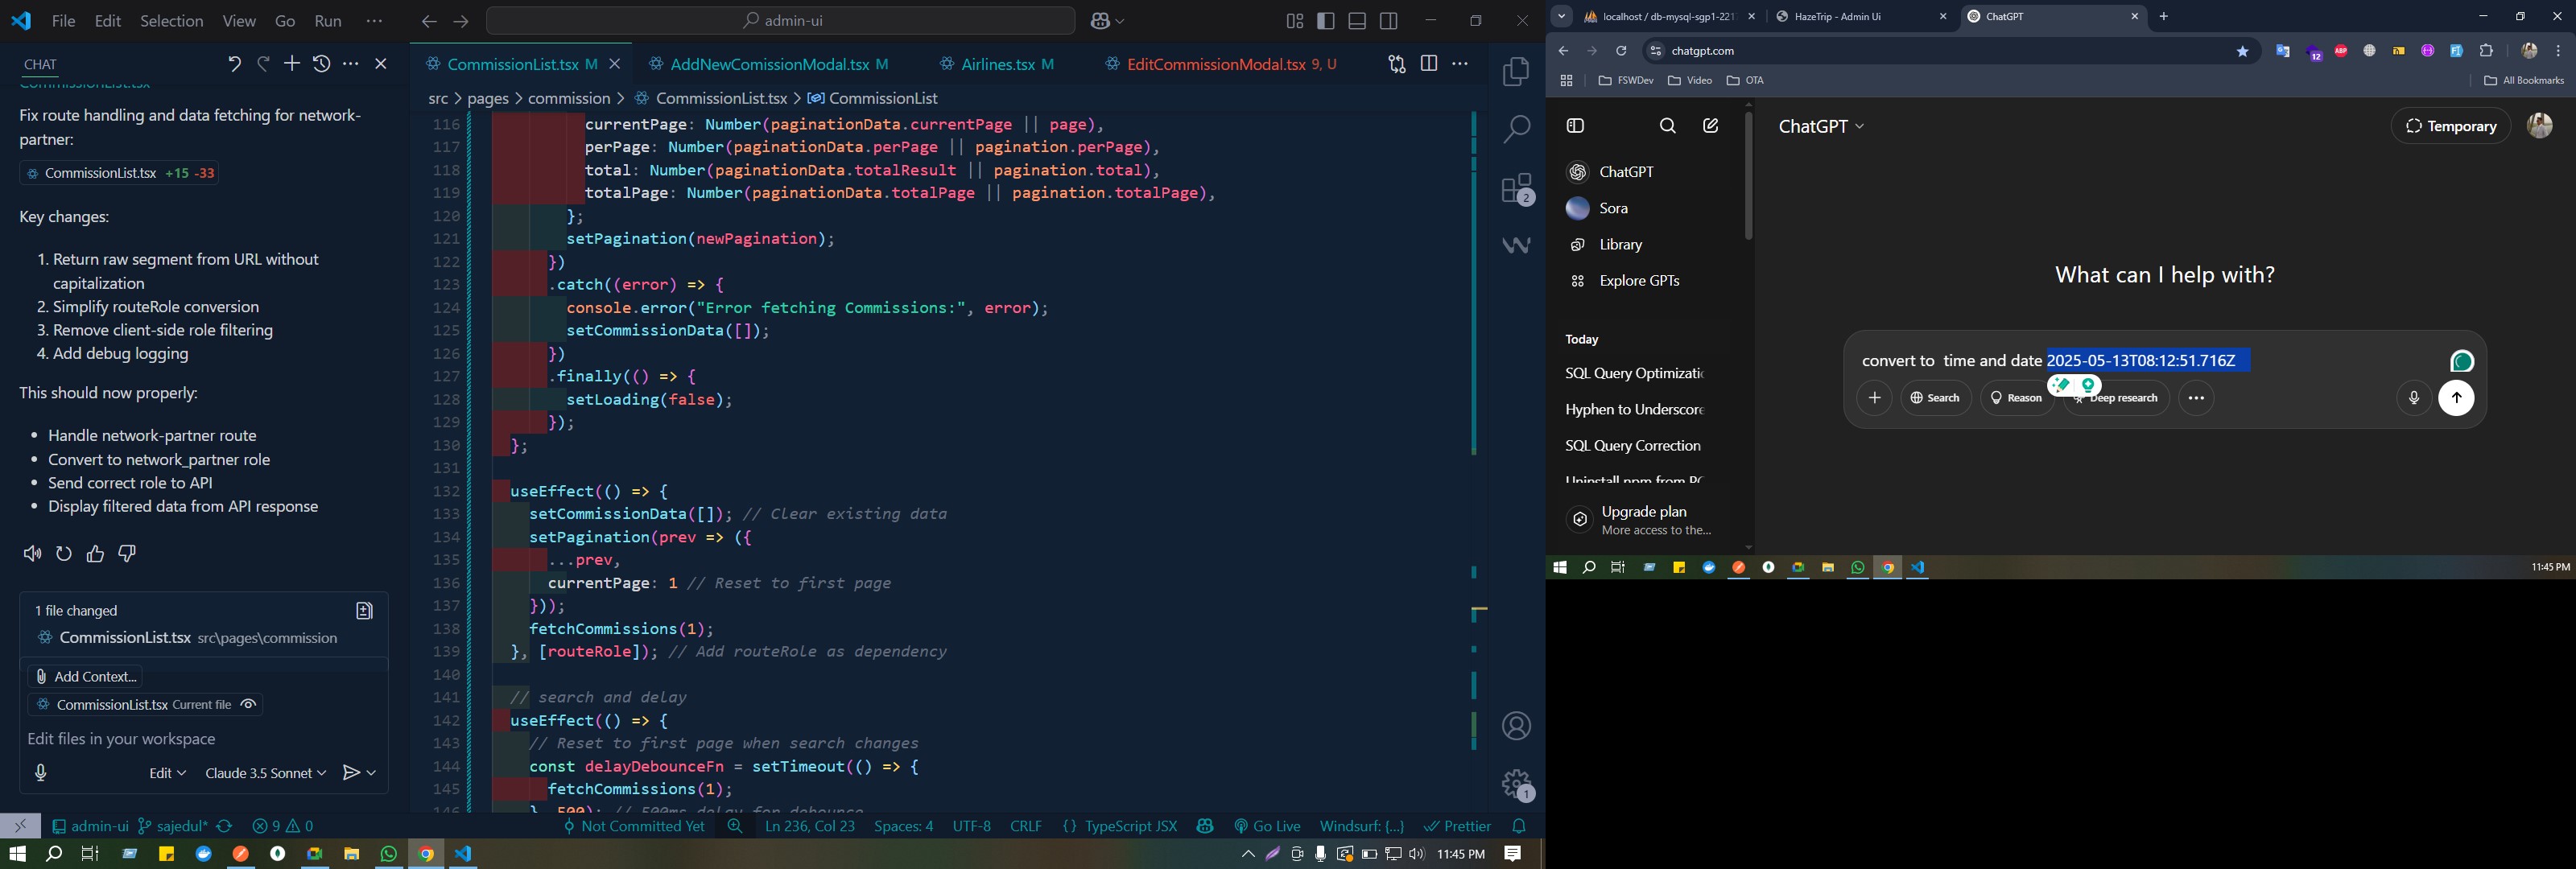 File Edit Selection View Go Run ···
admin-ui
CHAT
CommissionList.tsx
Fix route handling and data fetching for network-
partner:
CommissionList.tsx +15 -33
Key changes:
1. Return raw segment from URL without
capitalization
2. Simplify routeRole conversion
3. Remove client-side role filtering
4. Add debug logging
This should now properly:
• Handle network-partner route
• Convert to network_partner role
• Send correct role to API
• Display filtered data from API response
1 file changed
CommissionList.tsx src\pages\commission
Add Context...
CommissionList.tsx Current file
Edit files in your workspace
Edit Claude 3.5 Sonnet
CommissionList.tsx M
AddNewComissionModal.tsx M
Airlines.tsx M
EditCommissionModal.tsx 9, U
src > pages > commission > CommissionList.tsx > CommissionList
116 currentPage: Number(paginationData.currentPage || page),
117 perPage: Number(paginationData.perPage || pagination.perPage),
118 total: Number(paginationData.totalResult || pagination.total),
119 totalPage: Number(paginationData.totalPage || pagination.totalPage),
120 };
121 setPagination(newPagination);
122 })
123 .catch((error) => {
124 console.error("Error fetching Commissions:", error);
125 setCommissionData([]);
126 })
127 .finally(() => {
128 setLoading(false);
129 });
130 };
131
132 useEffect(() => {
133 setCommissionData([]); // Clear existing data
134 setPagination(prev => ({
135 ...prev,
136 currentPage: 1 // Reset to first page
137 }));
138 fetchCommissions(1);
139 }, [routeRole]); // Add routeRole as dependency
140
141 // search and delay
142 useEffect(() => {
143 // Reset to first page when search changes
144 const delayDebounceFn = setTimeout(() => {
145 fetchCommissions(1);
146 }, 500); // 500ms delay for debounce
2
1
admin-ui sajedul* 9 0
Not Committed Yet
Ln 236, Col 23 Spaces: 4 UTF-8 CRLF {} TypeScript JSX Go Live Windsurf: {...} Prettier
11:45 PM
localhost / db-mysql-sgp1-221
HazeTrip - Admin Ui
ChatGPT
chatgpt.com
12
ABP
FSWDev Video OTA All Bookmarks
ChatGPT
Temporary
ChatGPT
Sora
Library
Explore GPTs
Today
SQL Query Optimizatio
Hyphen to Underscore
SQL Query Correction
Uninstall npm from PC
Upgrade plan
More access to the...
What can I help with?
convert to time and date 2025-05-13T08:12:51.716Z
Search Reason Deep research
11:45 PM